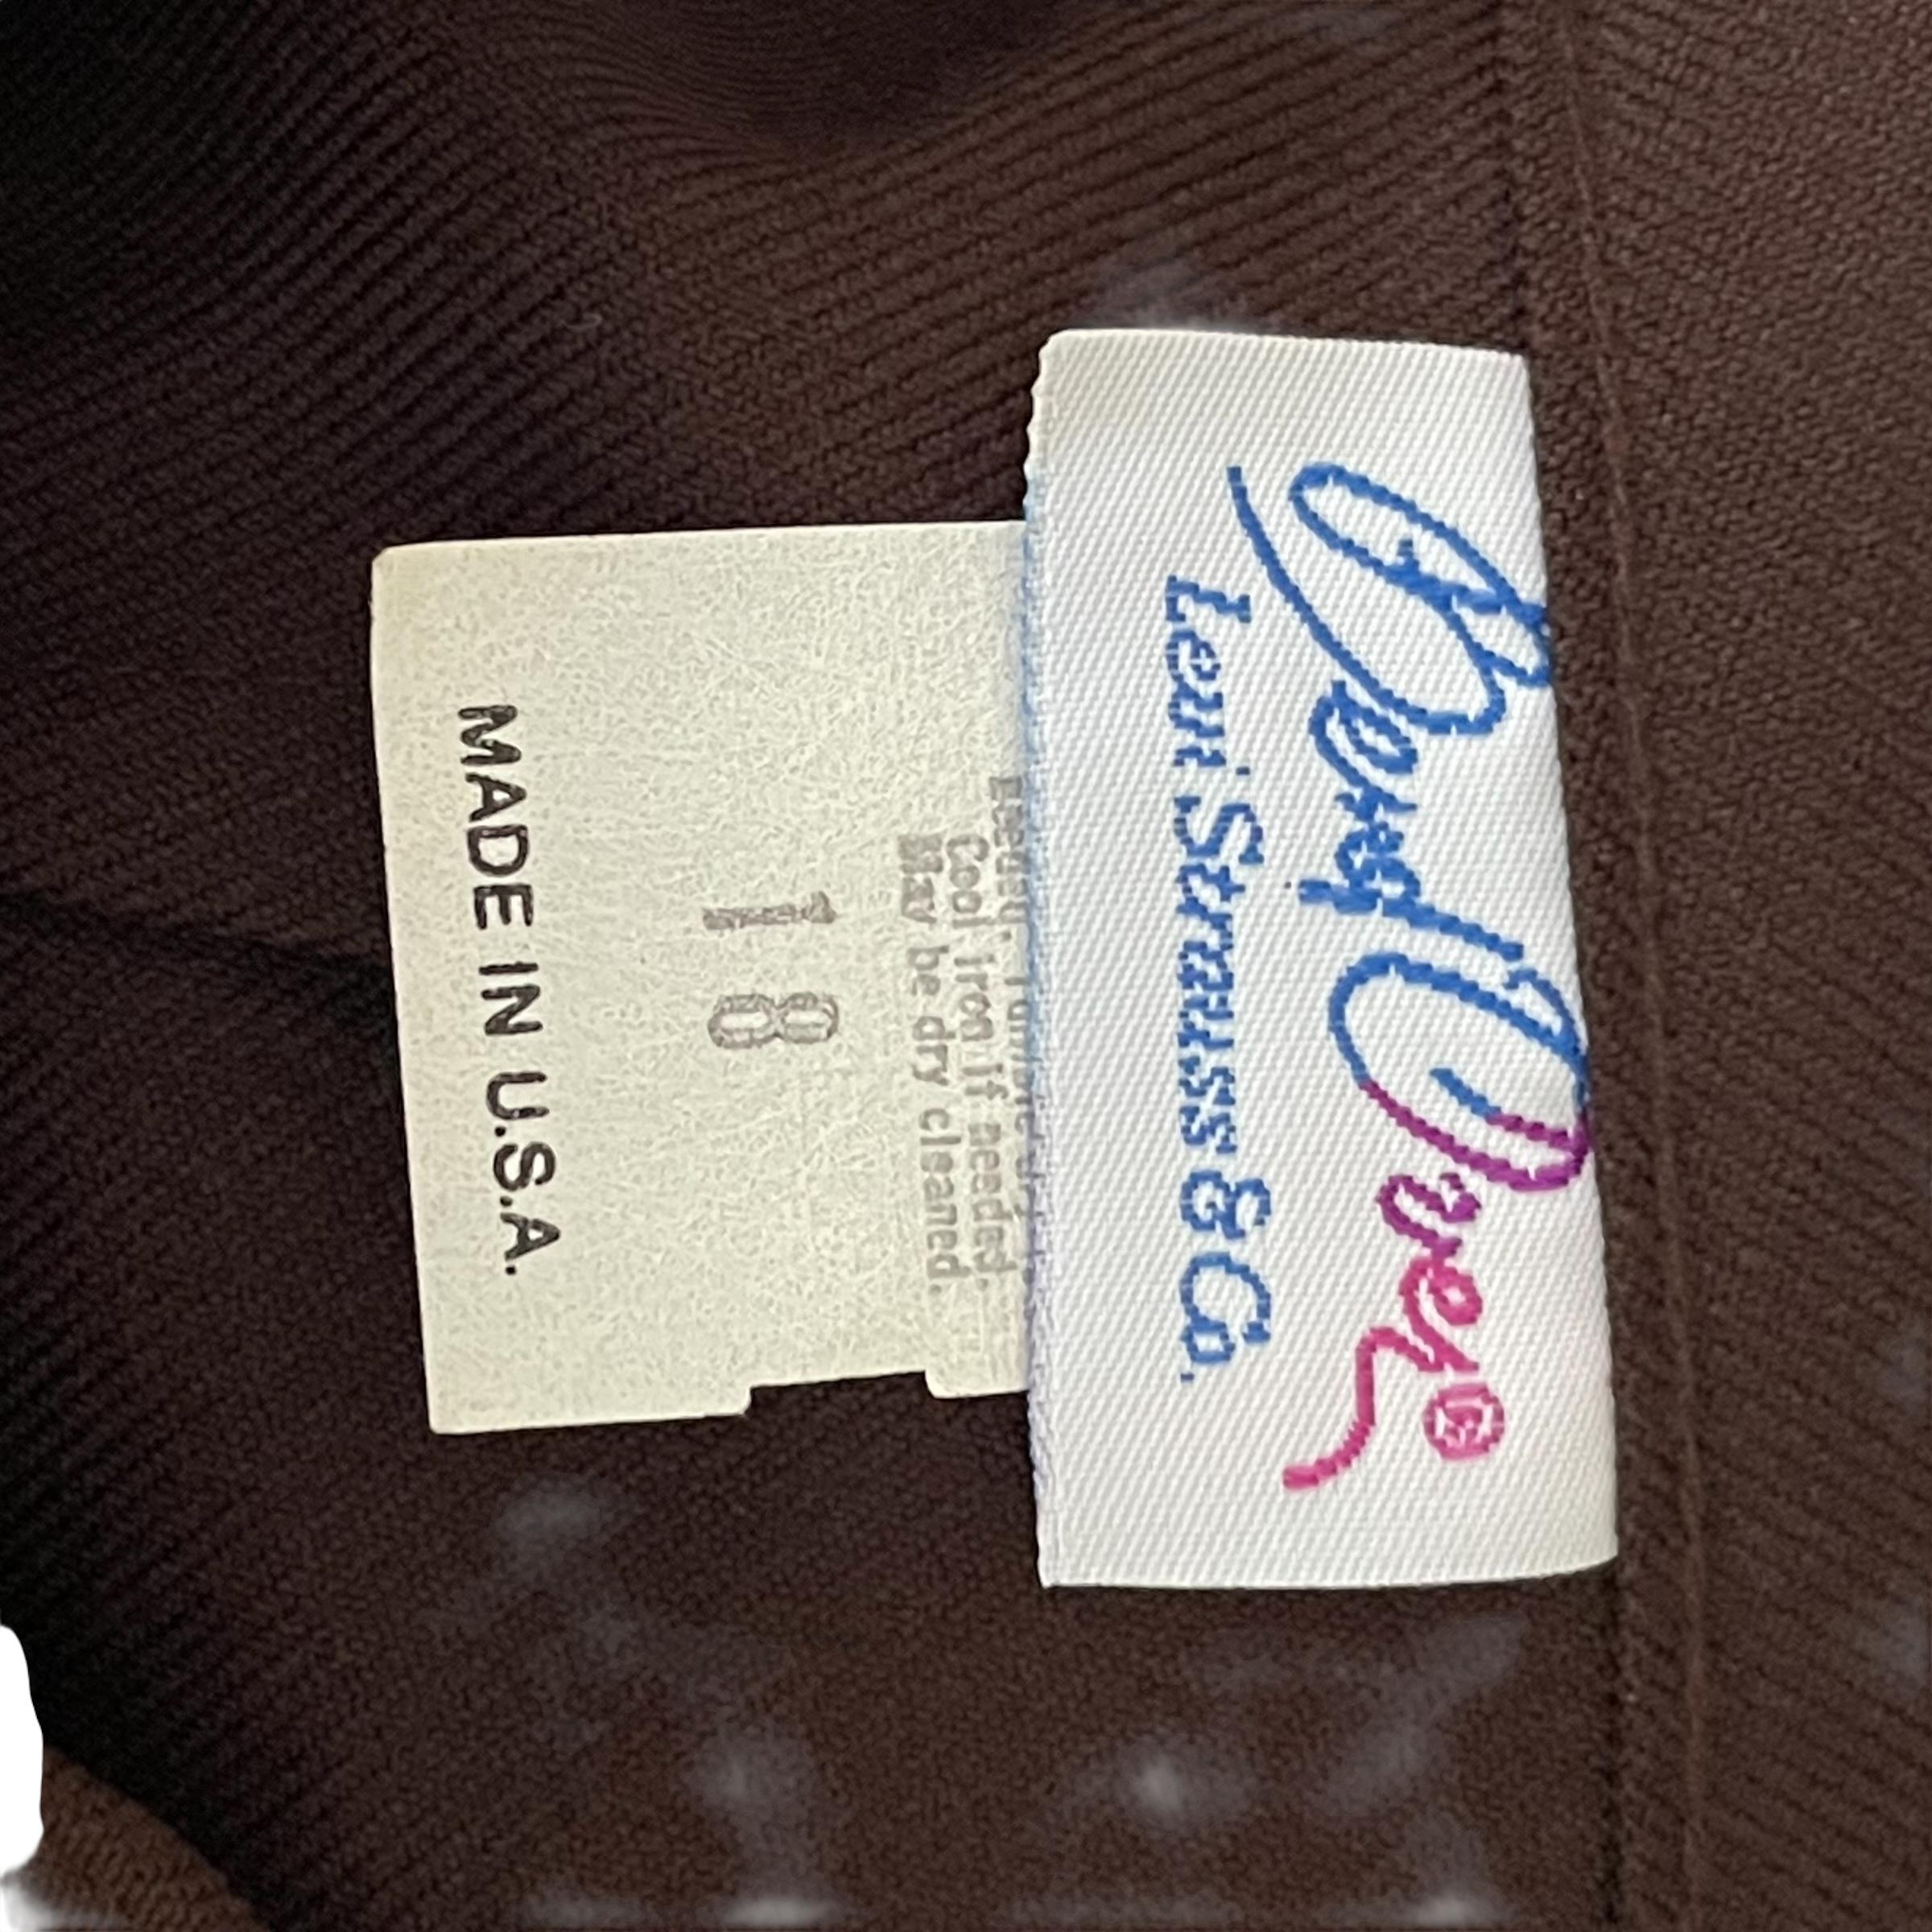 Bend Over®
Levi Strauss & Co.
Cool iron if needed.
May be dry cleaned.
18
MADE IN U.S.A.